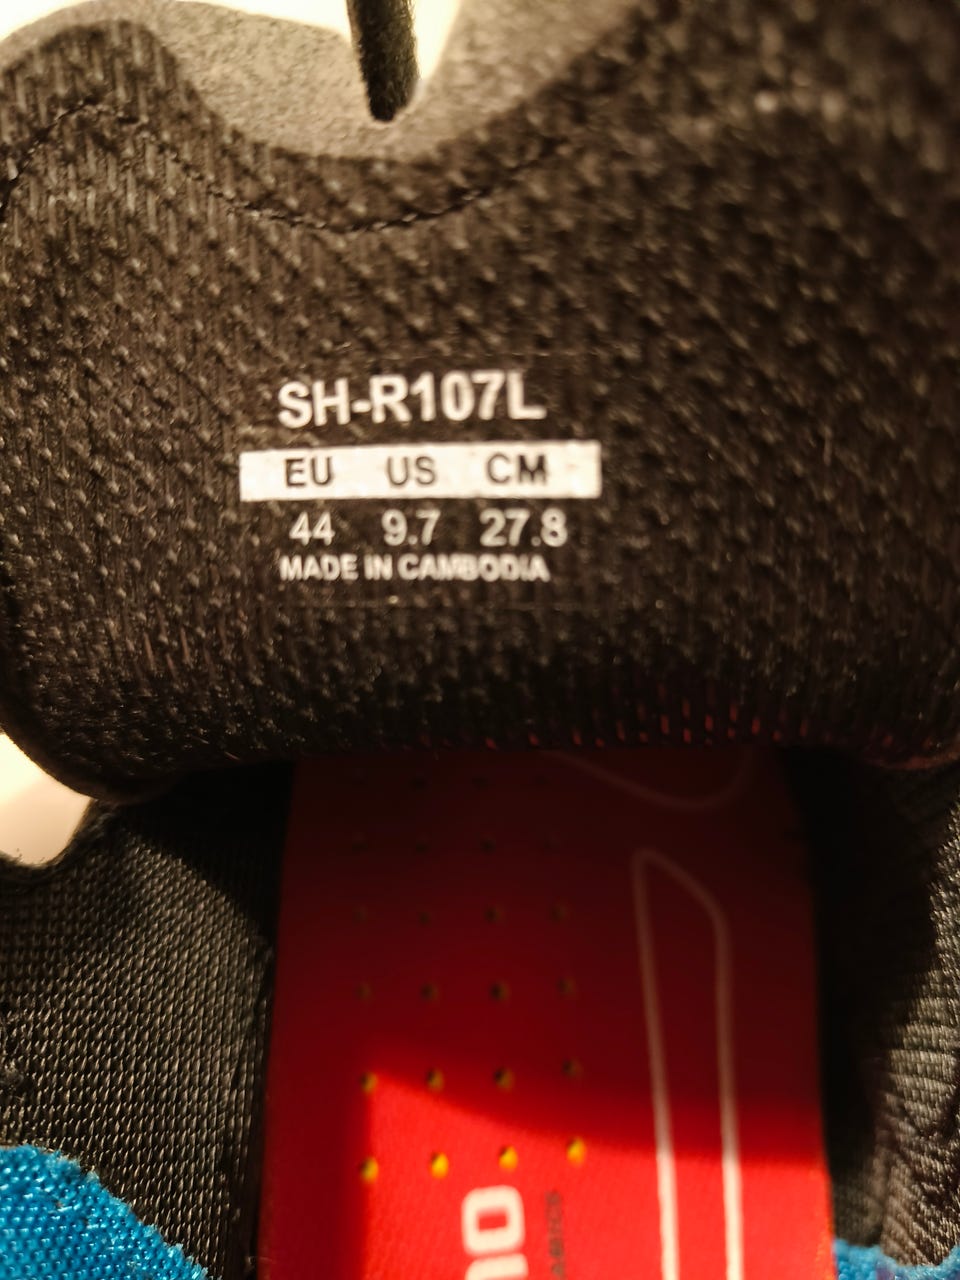 SH-R107L
EU US CM
44 9.7 27.8
MADE IN CAMBODIA